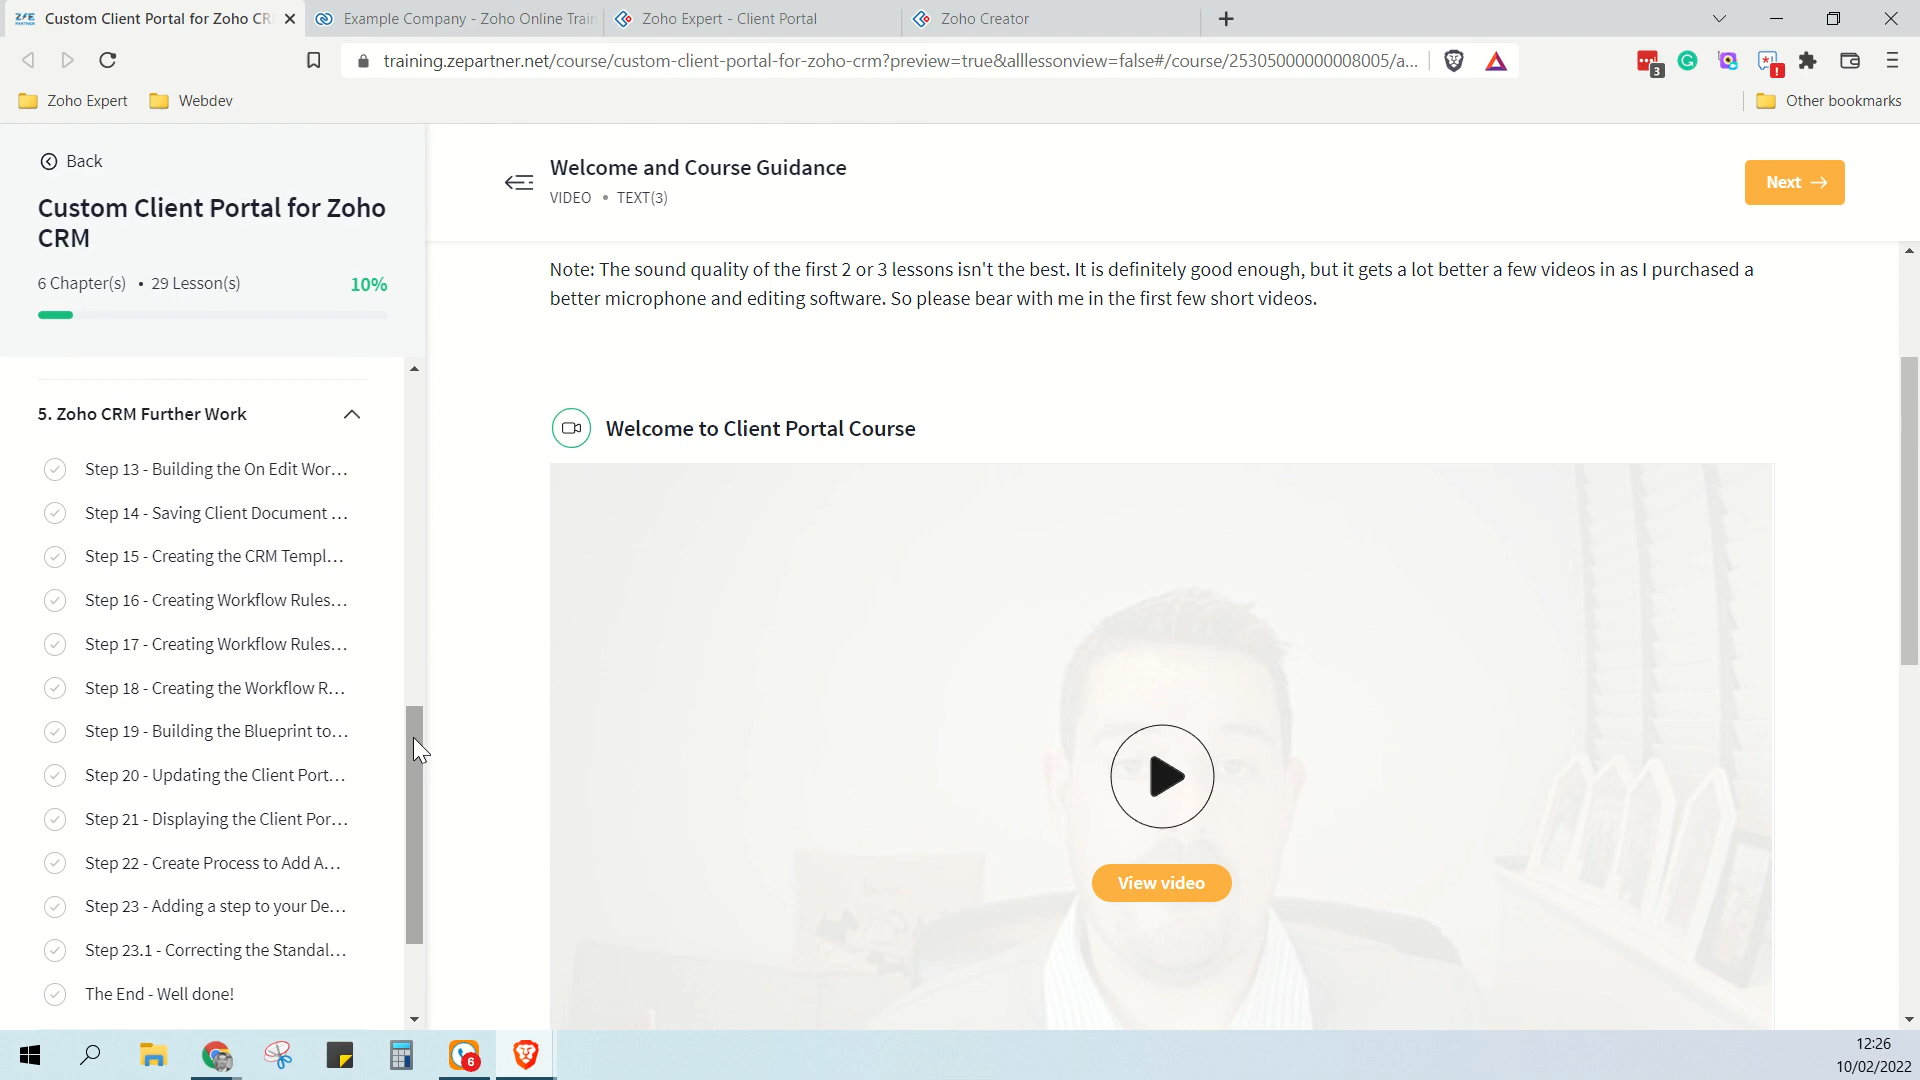 Custom Client Portal for Zoho CR
Example Company - Zoho Online Train
Zoho Expert - Client Portal
Zoho Creator
training.zepartner.net/course/custom-client-portal-for-zoho-crm?preview=true&alllessonview=false#/course/25305000000008005/a...
3
Zoho Expert
Webdev
Other bookmarks
Back
Custom Client Portal for Zoho
CRM
6 Chapter(s) • 29 Lesson(s)
10%
5. Zoho CRM Further Work
Step 13 - Building the On Edit Wor...
Step 14 - Saving Client Document ...
Step 15 - Creating the CRM Templ...
Step 16 - Creating Workflow Rules...
Step 17 - Creating Workflow Rules...
Step 18 - Creating the Workflow R...
Step 19 - Building the Blueprint to...
Step 20 - Updating the Client Port...
Step 21 - Displaying the Client Por...
Step 22 - Create Process to Add A...
Step 23 - Adding a step to your De...
Step 23.1 - Correcting the Standal...
The End - Well done!
Welcome and Course Guidance
VIDEO • TEXT(3)
Next
Note: The sound quality of the first 2 or 3 lessons isn't the best. It is definitely good enough, but it gets a lot better a few videos in as I purchased a
better microphone and editing software. So please bear with me in the first few short videos.
Welcome to Client Portal Course
View video
6
12:26
10/02/2022